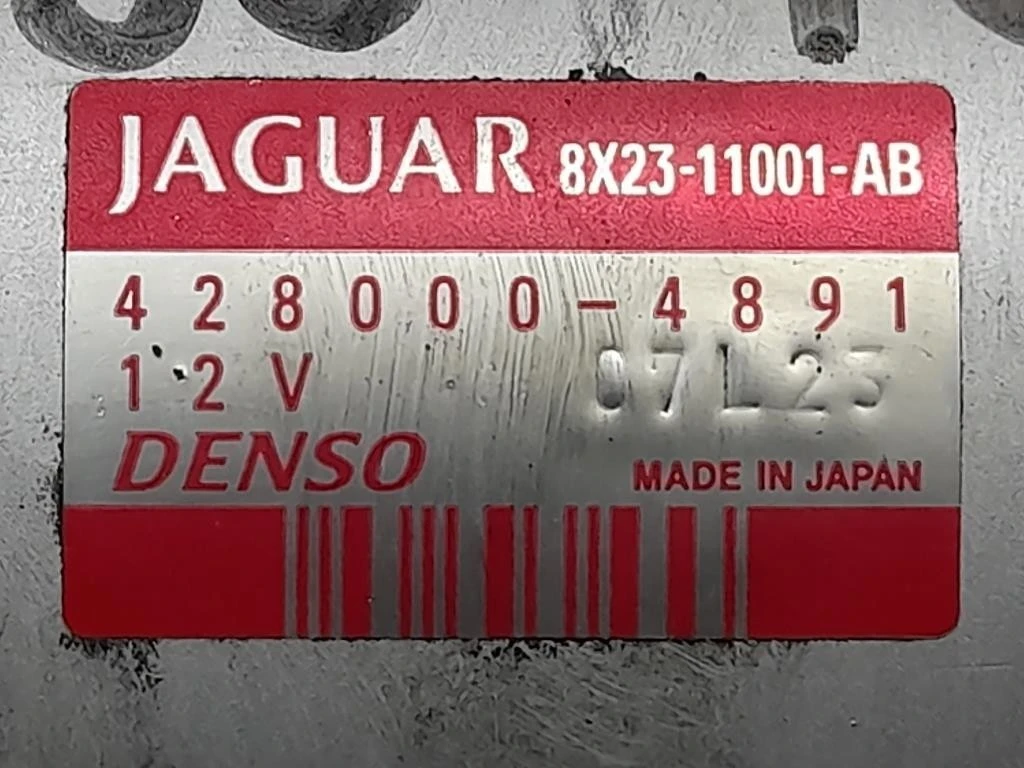 JAGUAR 8X23-11001-AB
428000-4891
12V
DENSO MADE IN JAPAN